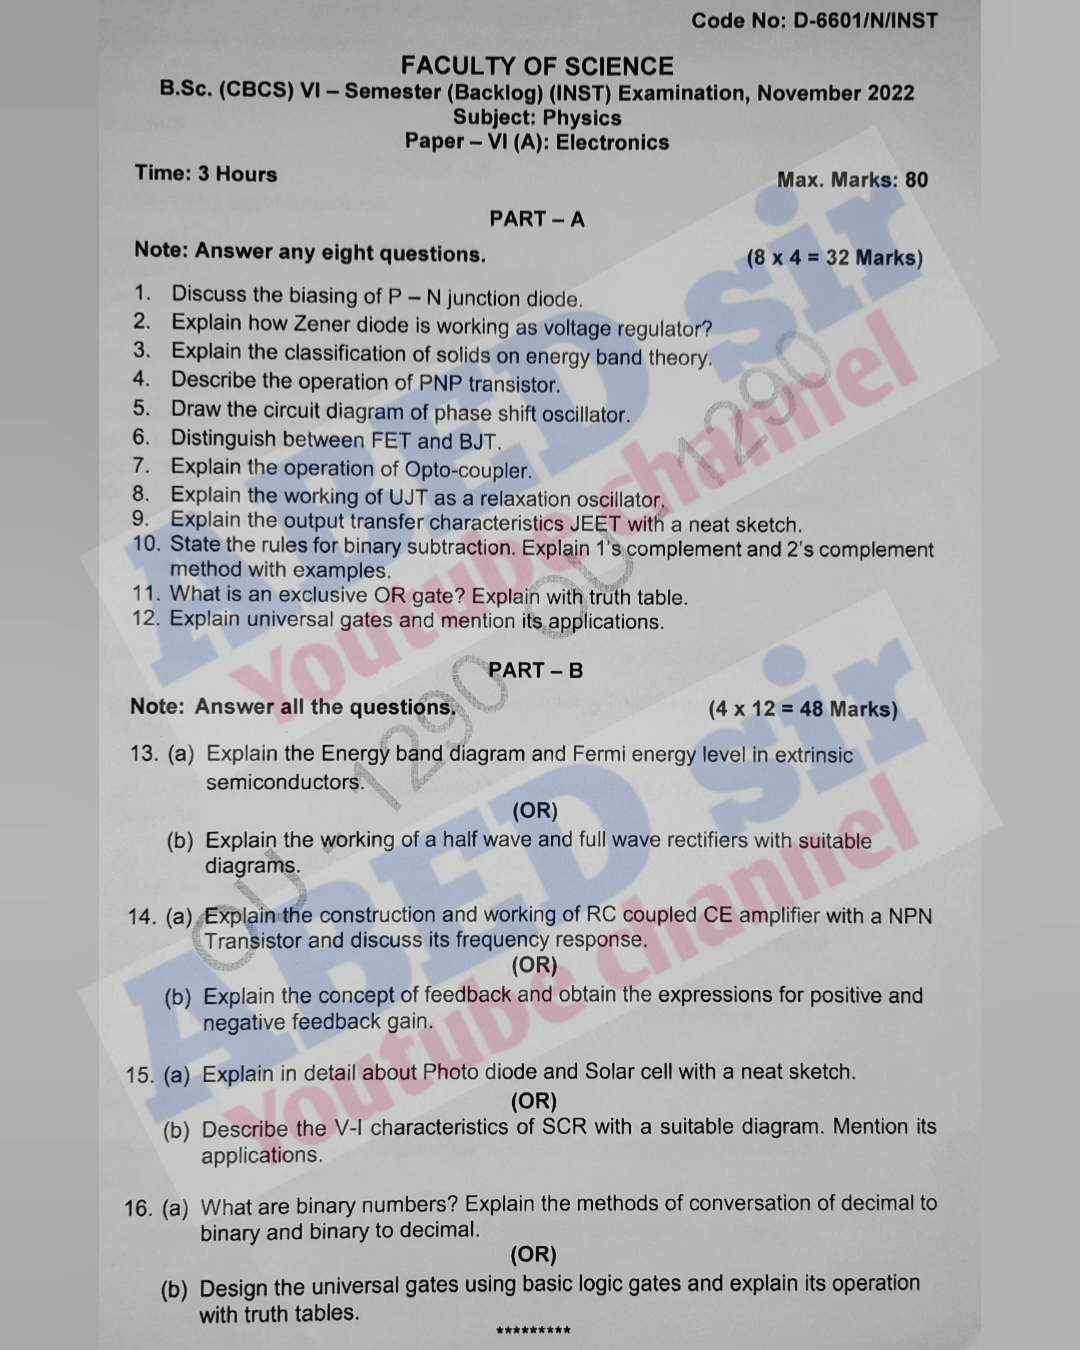 Code No: D-6601/N/INST
FACULTY OF SCIENCE
B.Sc. (CBCS) VI – Semester (Backlog) (INST) Examination, November 2022
Subject: Physics
Paper – VI (A): Electronics
Time: 3 Hours
Max. Marks: 80
PART – A
Note: Answer any eight questions.
(8 x 4 = 32 Marks)
1. Discuss the biasing of P – N junction diode.
2. Explain how Zener diode is working as voltage regulator?
3. Explain the classification of solids on energy band theory.
4. Describe the operation of PNP transistor.
5. Draw the circuit diagram of phase shift oscillator.
6. Distinguish between FET and BJT.
7. Explain the operation of Opto-coupler.
8. Explain the working of UJT as a relaxation oscillator.
9. Explain the output transfer characteristics JEET with a neat sketch.
10. State the rules for binary subtraction. Explain 1's complement and 2's complement
method with examples.
11. What is an exclusive OR gate? Explain with truth table.
12. Explain universal gates and mention its applications.
PART – B
Note: Answer all the questions.
(4 x 12 = 48 Marks)
13. (a) Explain the Energy band diagram and Fermi energy level in extrinsic
semiconductors.
(OR)
(b) Explain the working of a half wave and full wave rectifiers with suitable
diagrams.
14. (a) Explain the construction and working of RC coupled CE amplifier with a NPN
Transistor and discuss its frequency response.
(OR)
(b) Explain the concept of feedback and obtain the expressions for positive and
negative feedback gain.
15. (a) Explain in detail about Photo diode and Solar cell with a neat sketch.
(OR)
(b) Describe the V-I characteristics of SCR with a suitable diagram. Mention its
applications.
16. (a) What are binary numbers? Explain the methods of conversation of decimal to
binary and binary to decimal.
(OR)
(b) Design the universal gates using basic logic gates and explain its operation
with truth tables.
*********
ABED sir
Youtube channel
ABED sir
Youtube channel
OU - 1290 OU - 1290